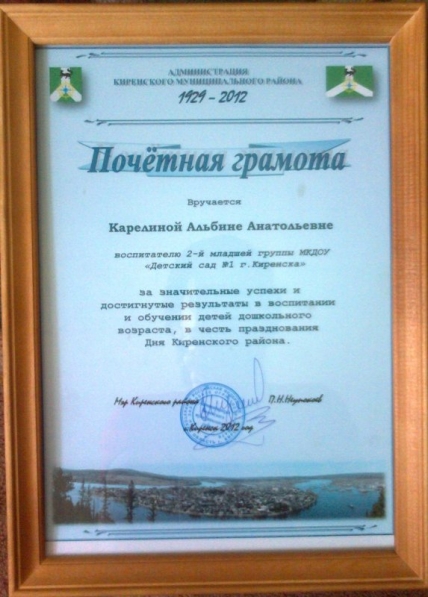 АДМИНИСТРАЦИЯ
КИРЕНСКОГО МУНИЦИПАЛЬНОГО РАЙОНА
1929 – 2012
Почётная грамота
Вручается
Карелиной Альбине Анатольевне
воспитателю 2-й младшей группы МКДОУ
«Детский сад №1 г.Киренска»
за значительные успехи и
достигнутые результаты в воспитании
и обучении детей дошкольного
возраста, в честь празднования
Дня Киренского района.
Мэр Киренского района
2012 год